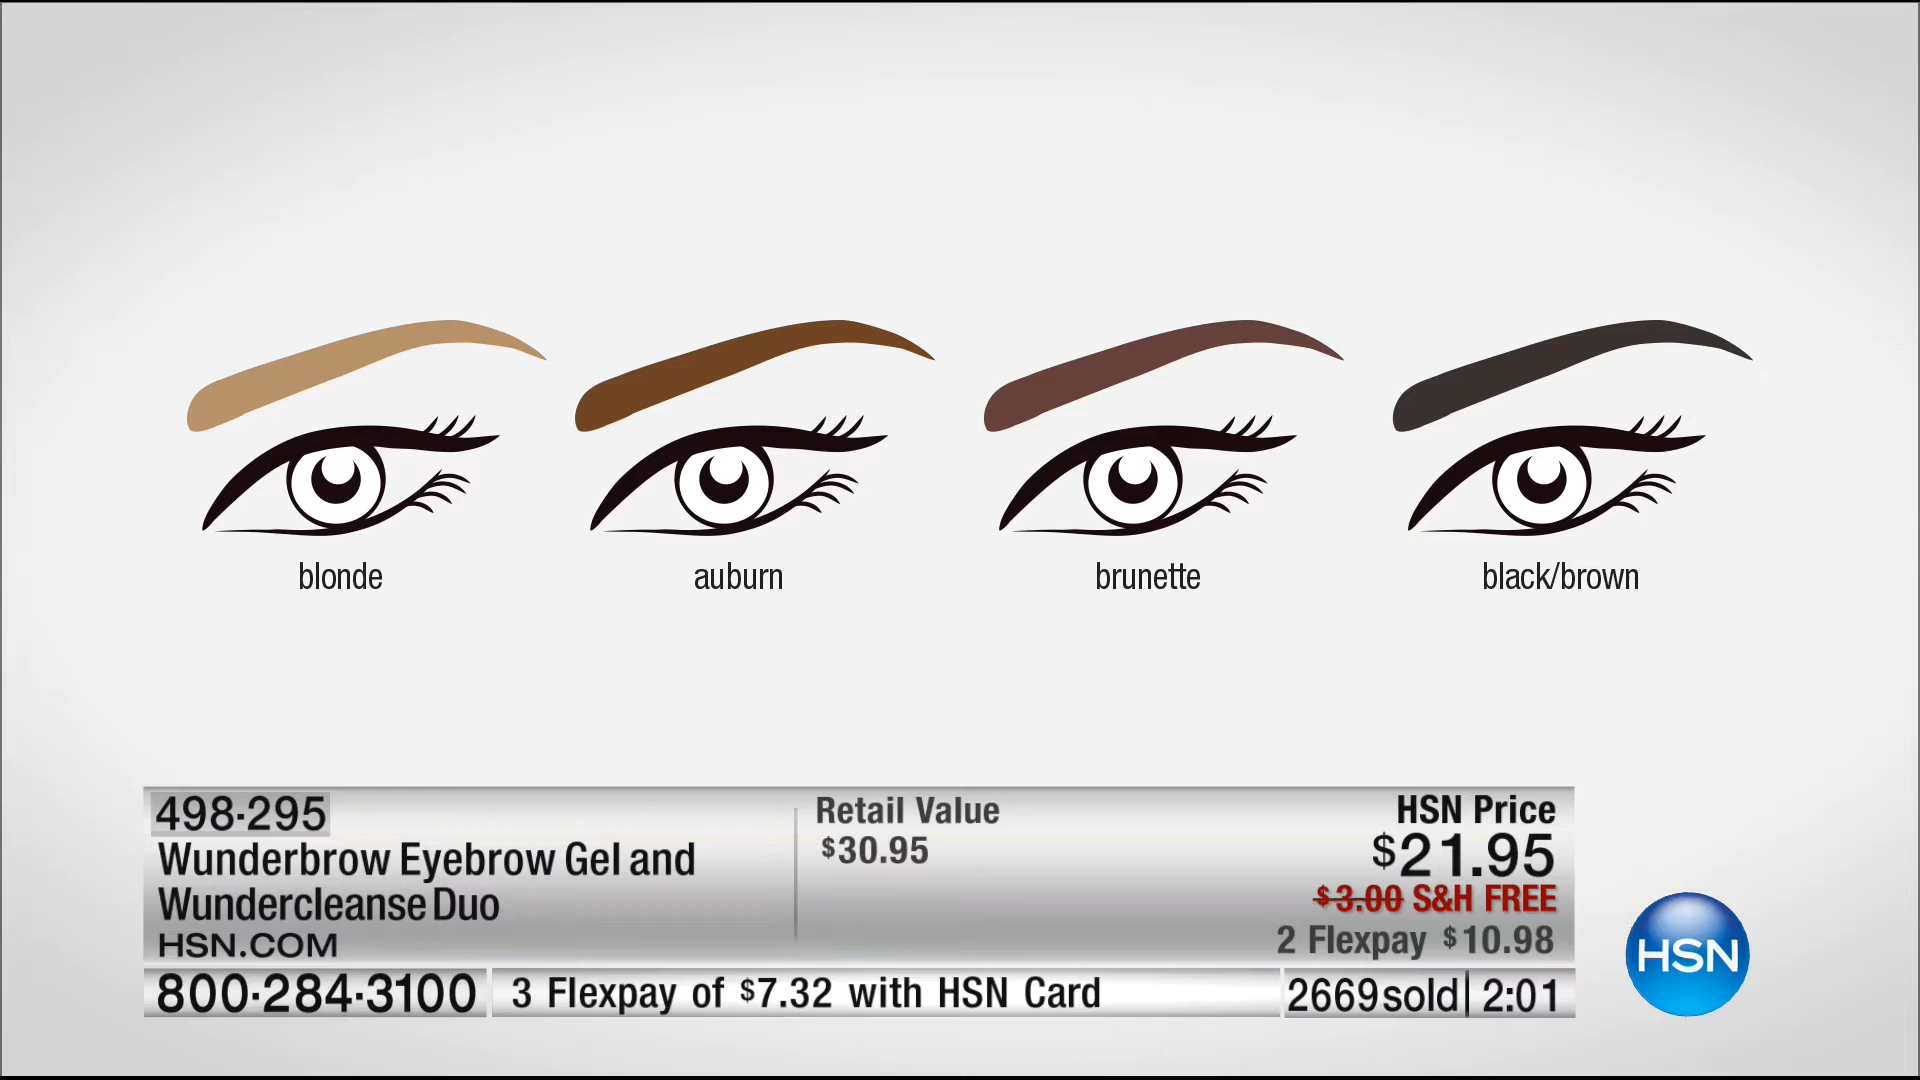 blonde
auburn
brunette
black/brown
498·295
Wunderbrow Eyebrow Gel and
Wundercleanse Duo
HSN.COM
Retail Value
$30.95
HSN Price
$21.95
$3.00 S&H FREE
2 Flexpay $10.98
800·284·3100
3 Flexpay of $7.32 with HSN Card
2669 sold | 2:01
HSN